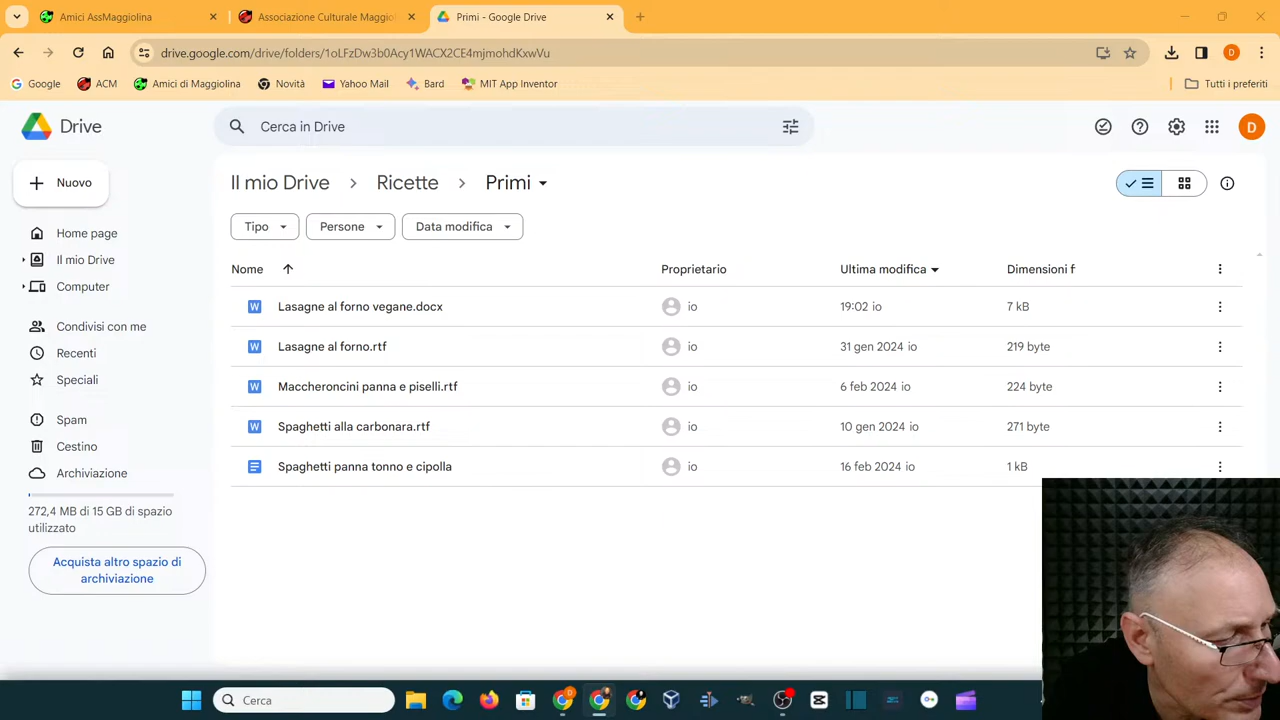 Amici AssMaggiolina
Associazione Culturale Maggiol
Primi - Google Drive
drive.google.com/drive/folders/1oLFzDw3b0Acy1WACX2CE4mjmohdKxwVu
D
Google
ACM
Amici di Maggiolina
Novità
Yahoo Mail
Bard
MIT App Inventor
Tutti i preferiti
Drive
Cerca in Drive
D
Nuovo
Il mio Drive
Ricette
Primi
Tipo
Persone
Data modifica
Home page
Il mio Drive
Computer
Condivisi con me
Recenti
Speciali
Spam
Cestino
Archiviazione
272,4 MB di 15 GB di spazio
utilizzato
Acquista altro spazio di
archiviazione
Nome Proprietario Ultima modifica Dimensioni f
W Lasagne al forno vegane.docx io 19:02 io 7 kB
W Lasagne al forno.rtf io 31 gen 2024 io 219 byte
W Maccheroncini panna e piselli.rtf io 6 feb 2024 io 224 byte
W Spaghetti alla carbonara.rtf io 10 gen 2024 io 271 byte
Spaghetti panna tonno e cipolla io 16 feb 2024 io 1 kB
Cerca